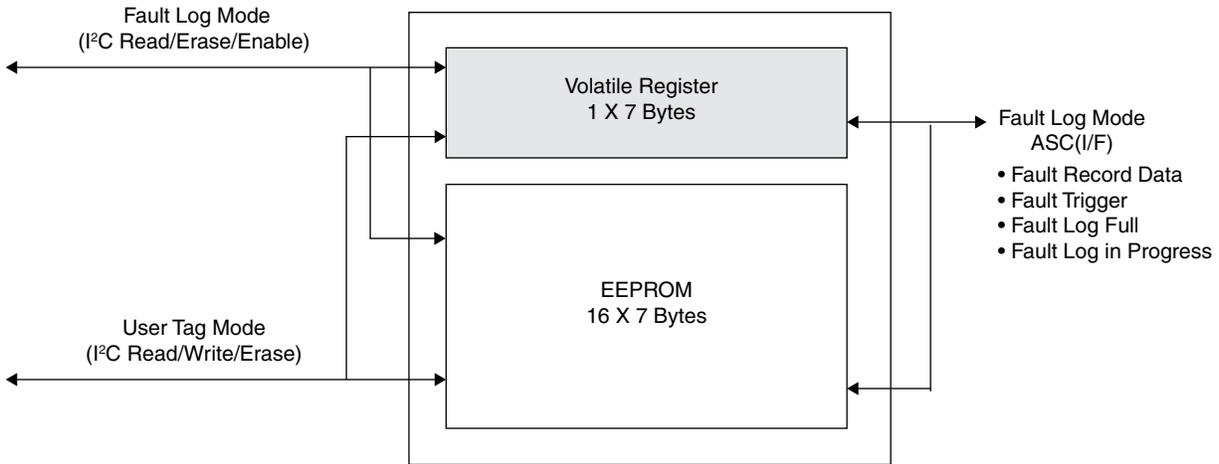 Fault Log Mode
(I²C Read/Erase/Enable)
Volatile Register
1 X 7 Bytes
Fault Log Mode
ASC(I/F)
• Fault Record Data
• Fault Trigger
• Fault Log Full
• Fault Log in Progress
EEPROM
16 X 7 Bytes
User Tag Mode
(I²C Read/Write/Erase)